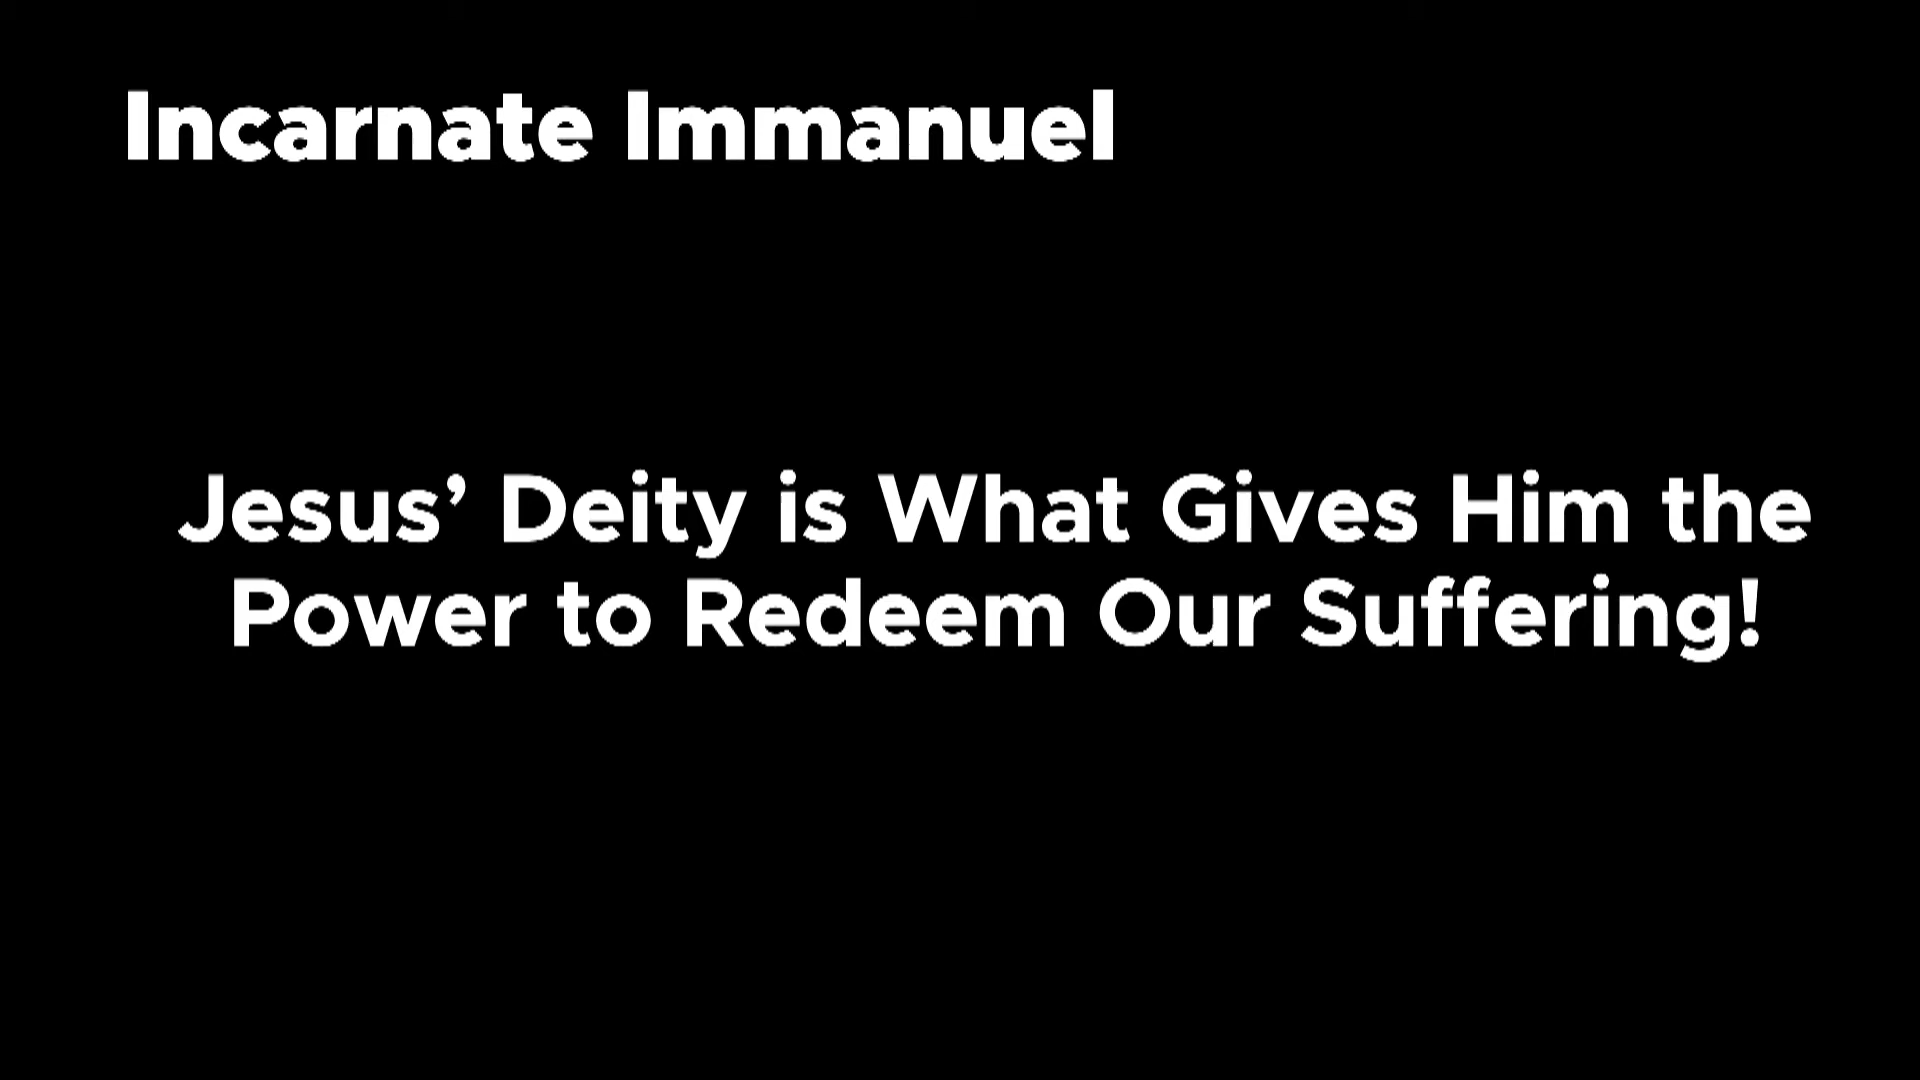 Incarnate Immanuel
Jesus’ Deity is What Gives Him the
Power to Redeem Our Suffering!